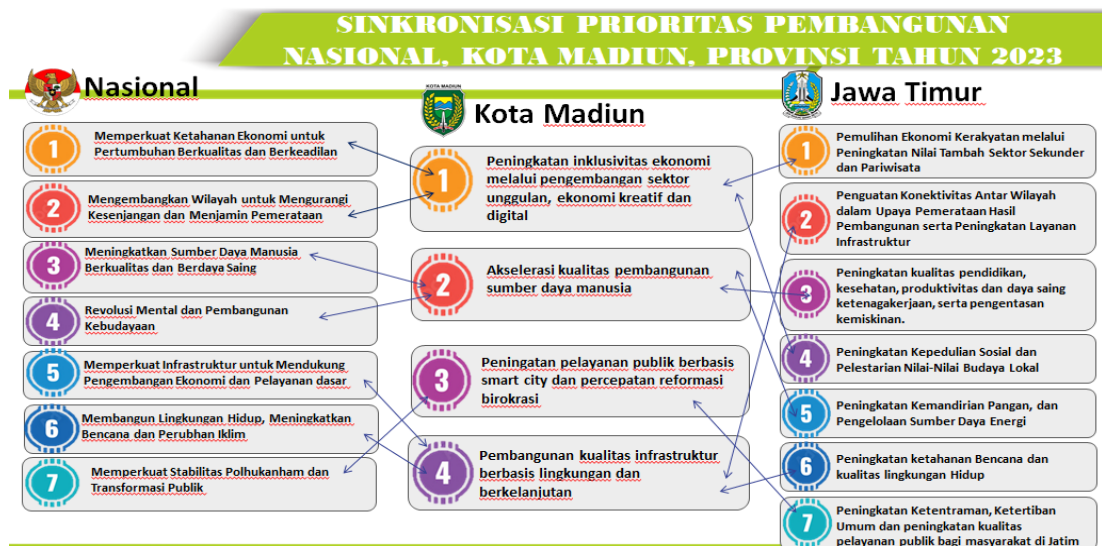 SINKRONISASI PRIORITAS PEMBANGUNAN
NASIONAL, KOTA MADIUN, PROVINSI TAHUN 2023
Nasional
1
Memperkuat Ketahanan Ekonomi untuk
Pertumbuhan Berkualitas dan Berkeadilan
2
Mengembangkan Wilayah untuk Mengurangi
Kesenjangan dan Menjamin Pemerataan
3
Meningkatkan Sumber Daya Manusia
Berkualitas dan Berdaya Saing
4
Revolusi Mental dan Pembangunan
Kebudayaan
5
Memperkuat Infrastruktur untuk Mendukung
Pengembangan Ekonomi dan Pelayanan dasar
6
Membangun Lingkungan Hidup, Meningkatkan
Bencana dan Perubhan Iklim
7
Memperkuat Stabilitas Polhukanham dan
Transformasi Publik
KOTA MADIUN
Kota Madiun
1
Peningkatan inklusivitas ekonomi
melalui pengembangan sektor
unggulan, ekonomi kreatif dan
digital
2
Akselerasi kualitas pembangunan
sumber daya manusia
3
Peningatan pelayanan publik berbasis
smart city dan percepatan reformasi
birokrasi
4
Pembangunan kualitas infrastruktur
berbasis lingkungan dan
berkelanjutan
Jawa Timur
1
Pemulihan Ekonomi Kerakyatan melalui
Peningkatan Nilai Tambah Sektor Sekunder
dan Pariwisata
2
Penguatan Konektivitas Antar Wilayah
dalam Upaya Pemerataan Hasil
Pembangunan serta Peningkatan Layanan
Infrastruktur
3
Peningkatan kualitas pendidikan,
kesehatan, produktivitas dan daya saing
ketenagakerjaan, serta pengentasan
kemiskinan.
4
Peningkatan Kepedulian Sosial dan
Pelestarian Nilai-Nilai Budaya Lokal
5
Peningkatan Kemandirian Pangan, dan
Pengelolaan Sumber Daya Energi
6
Peningkatan ketahanan Bencana dan
kualitas lingkungan Hidup
7
Peningkatan Ketentraman, Ketertiban
Umum dan peningkatan kualitas
pelayanan publik bagi masyarakat di Jatim